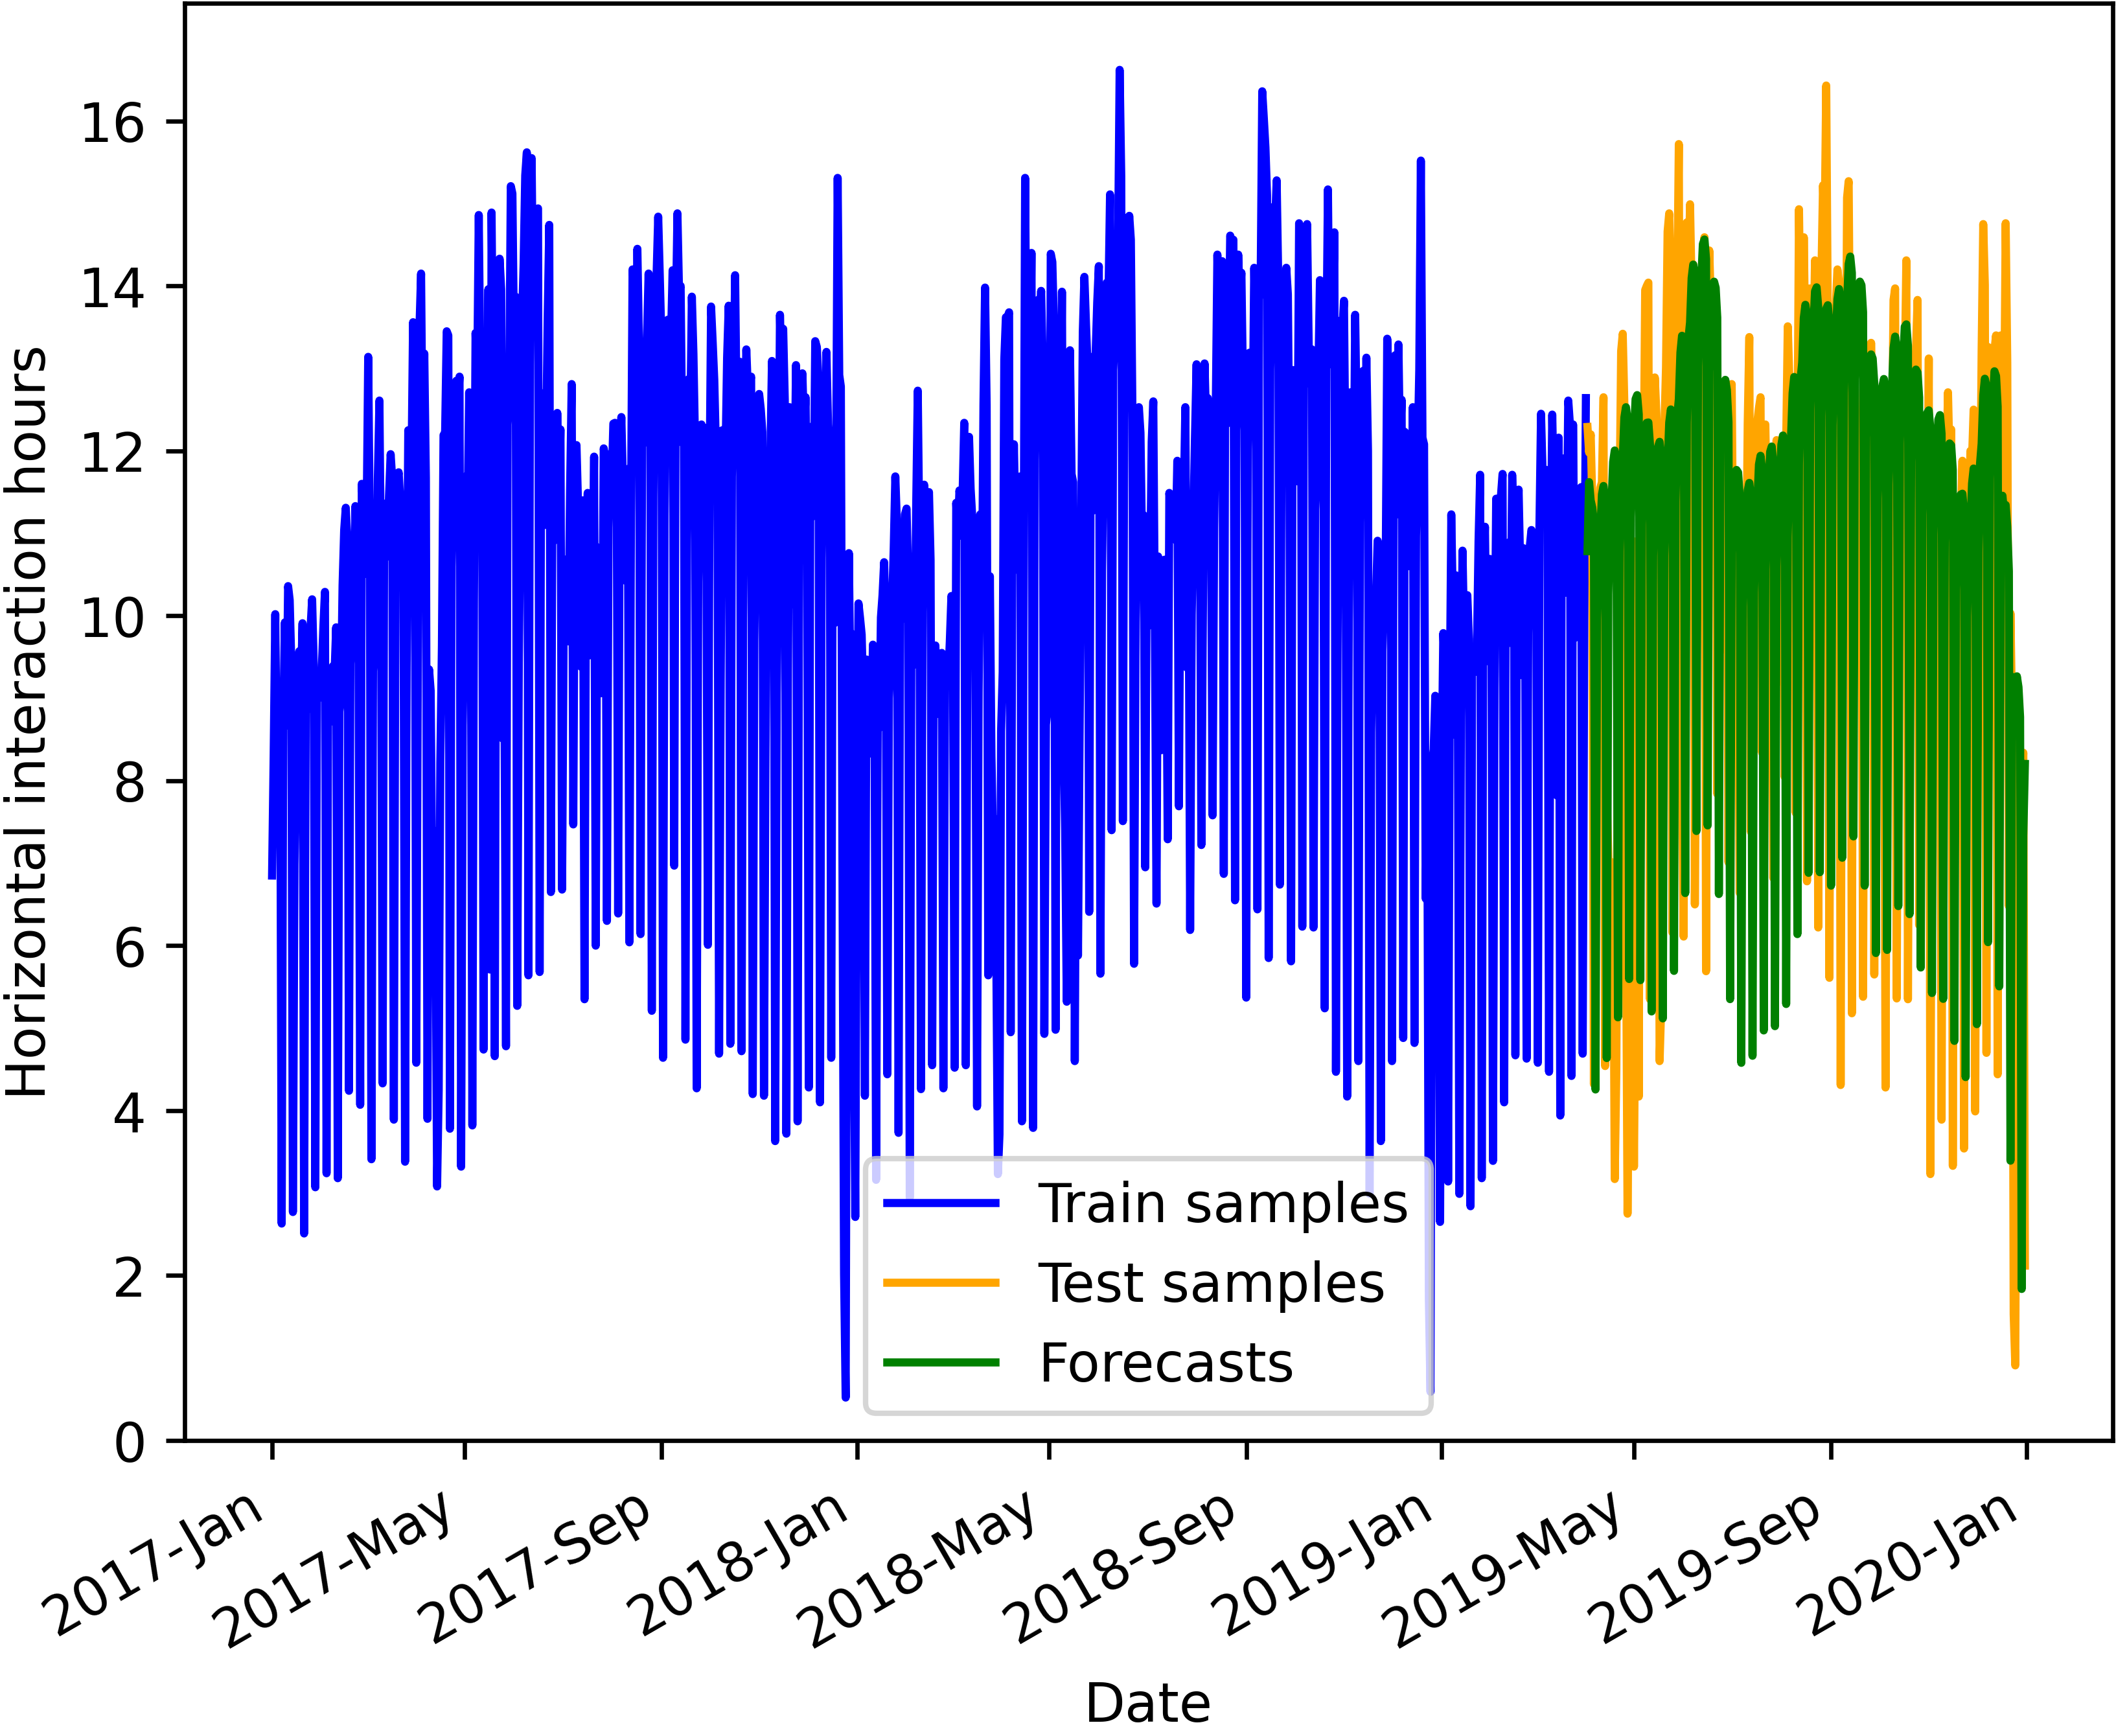 Horizontal interaction hours
16
14
12
10
8
6
4
2
0
Train samples
Test samples
Forecasts
2017-Jan
2017-May
2017-Sep
2018-Jan
2018-May
2018-Sep
2019-Jan
2019-May
2019-Sep
2020-Jan
Date